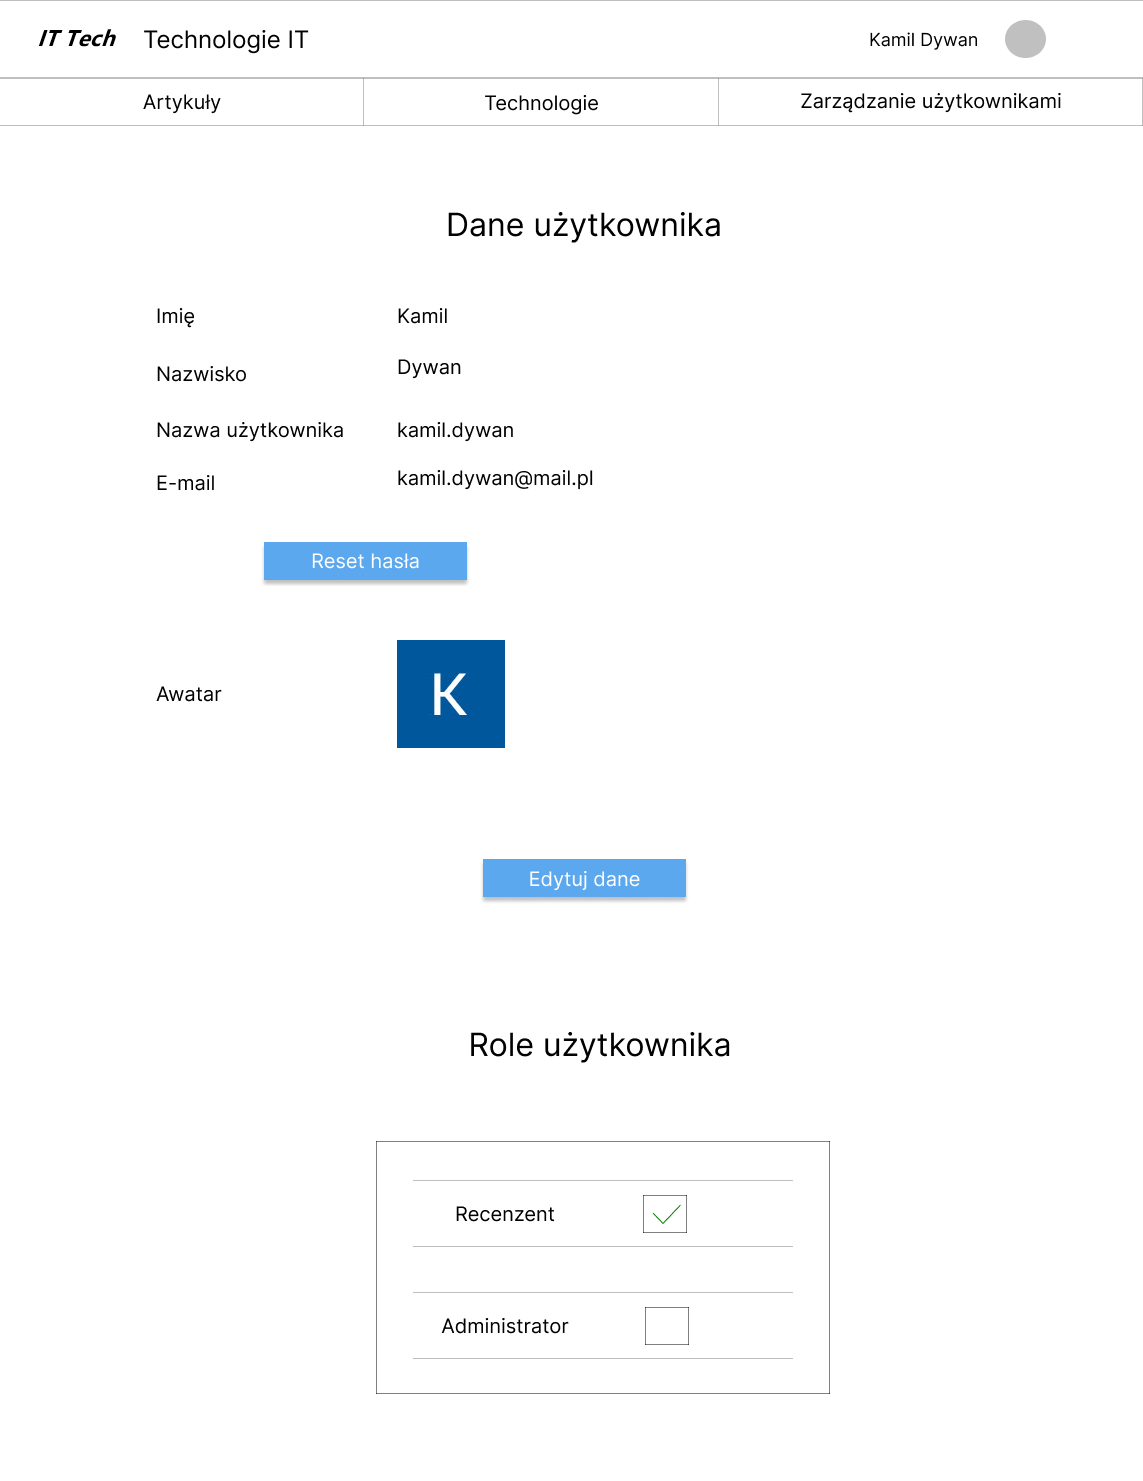 IT Tech Technologie IT Kamil Dywan
Artykuły Technologie Zarządzanie użytkownikami
Dane użytkownika
Imię Kamil
Nazwisko Dywan
Nazwa użytkownika kamil.dywan
E-mail kamil.dywan@mail.pl
Reset hasła
Awatar K
Edytuj dane
Role użytkownika
Recenzent
Administrator